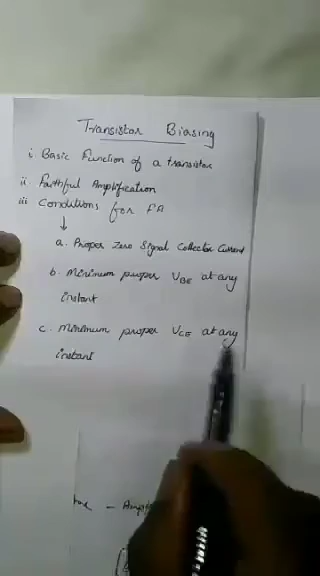 Transistor Biasing
i. Basic Function of a transistor
ii. Faithful Amplification
iii Conditions for FA
a. Proper Zero Signal Collector Current
b. Minimum proper VBE at any
instant
c. Minimum proper VCE at any
instant